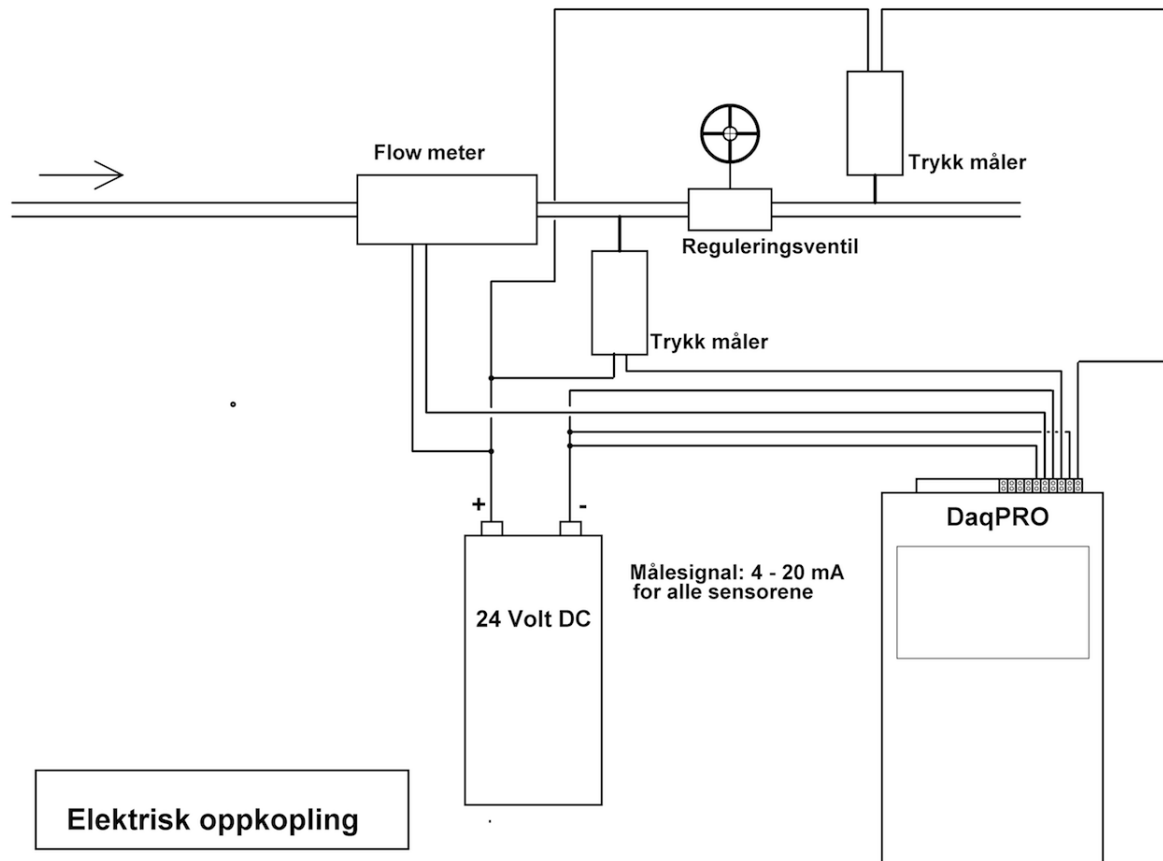 Flow meter
Trykk måler
Reguleringsventil
Trykk måler
+
-
DaqPRO
Målesignal: 4 - 20 mA
for alle sensorene
24 Volt DC
Elektrisk oppkopling